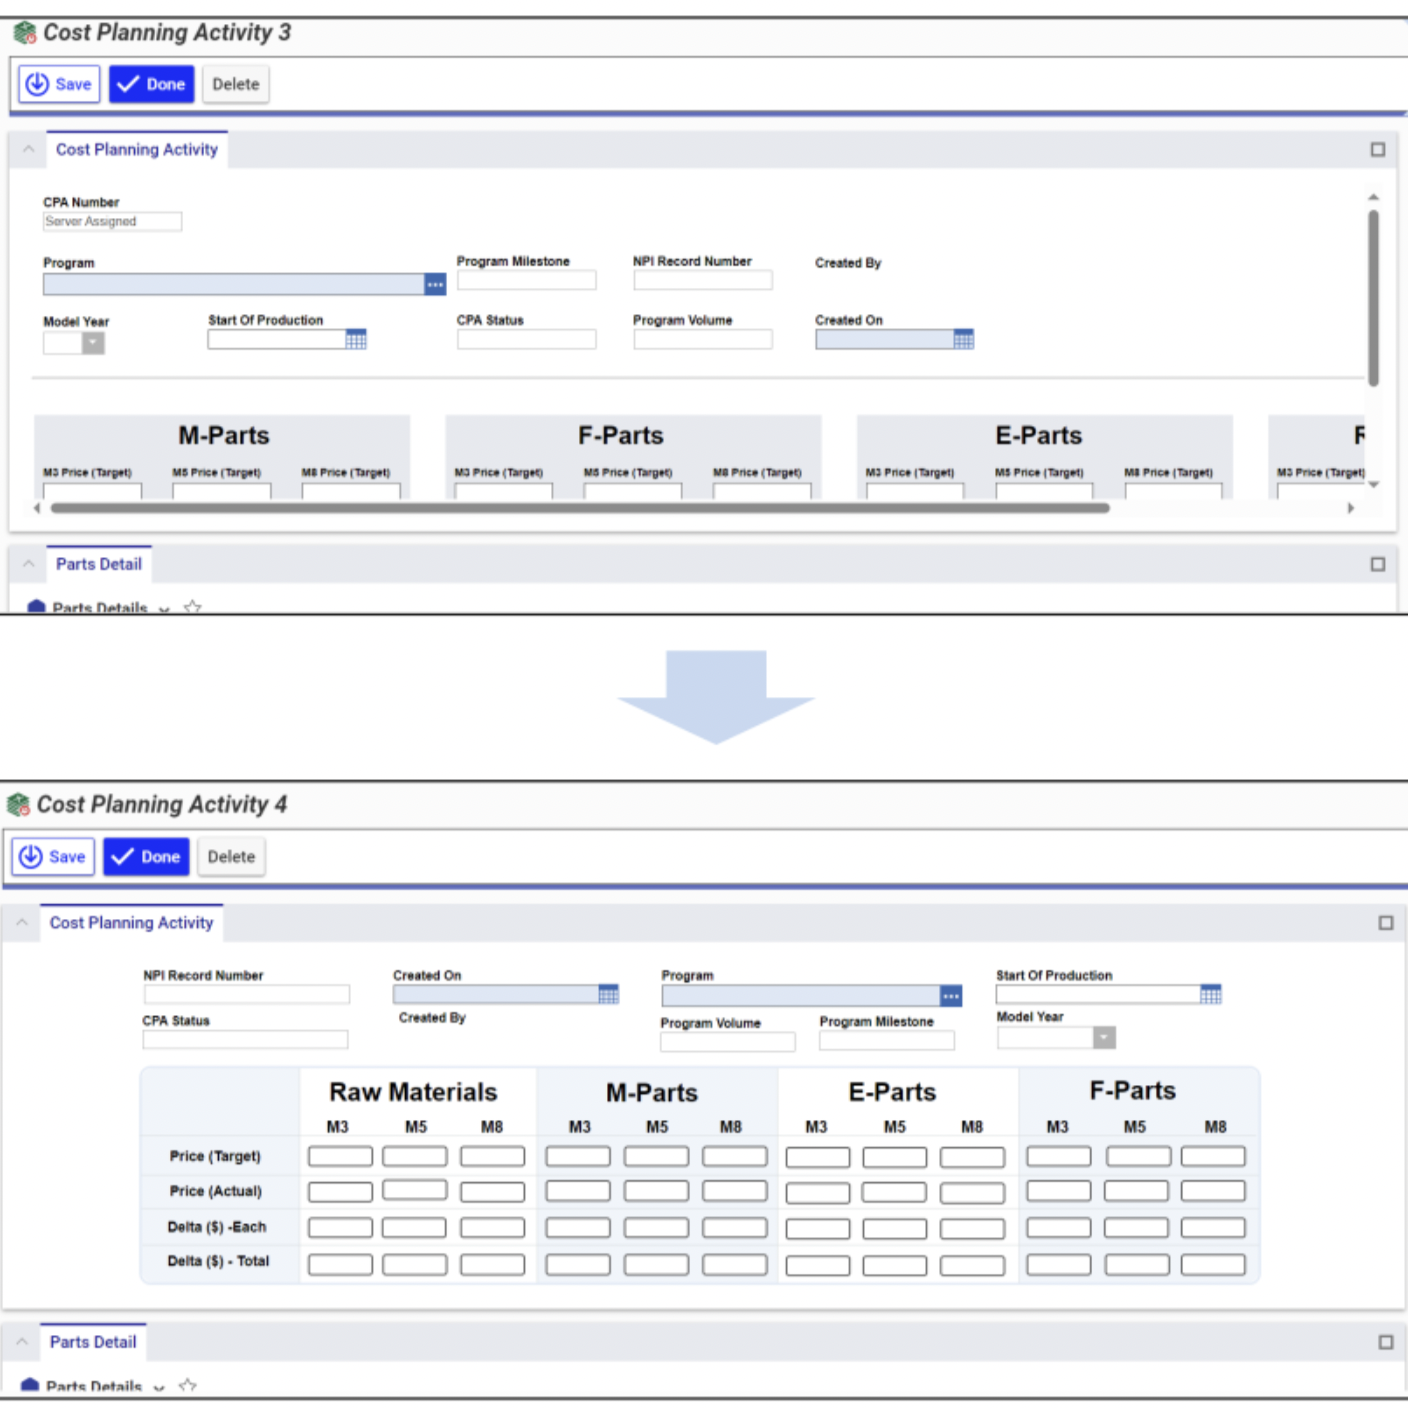 Cost Planning Activity 3
Save Done Delete
Cost Planning Activity
CPA Number
Server Assigned
Program Program Milestone NPI Record Number Created By
Model Year Start Of Production CPA Status Program Volume Created On
M-Parts F-Parts E-Parts
M3 Price (Target) M5 Price (Target) M8 Price (Target) M3 Price (Target) M5 Price (Target) M8 Price (Target) M3 Price (Target) M5 Price (Target) M8 Price (Target) M3 Price (Target)
Parts Detail
Parts Details
Cost Planning Activity 4
Save Done Delete
Cost Planning Activity
NPI Record Number Created On Program Start Of Production
CPA Status Created By Program Volume Program Milestone Model Year
Raw Materials M-Parts E-Parts F-Parts
M3 M5 M8 M3 M5 M8 M3 M5 M8 M3 M5 M8
Price (Target)
Price (Actual)
Delta ($) -Each
Delta ($) - Total
Parts Detail
Parts Details